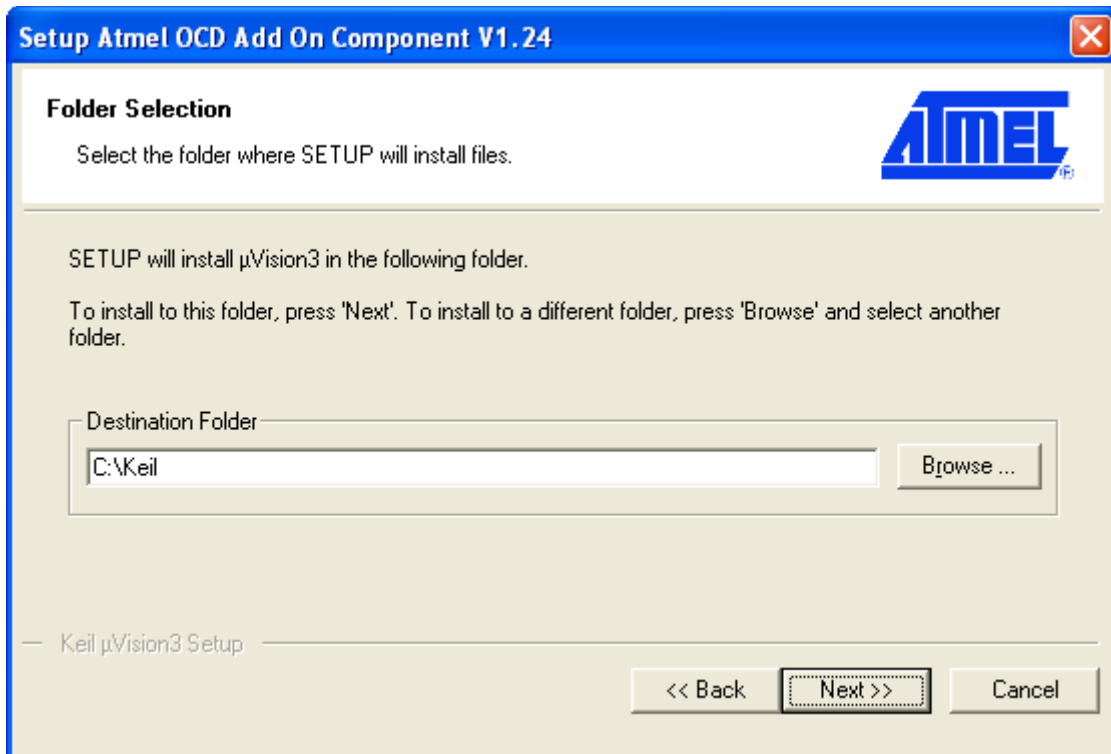 Setup Atmel OCD Add On Component V1.24
Folder Selection
Select the folder where SETUP will install files.
ATMEL
®
SETUP will install µVision3 in the following folder.
To install to this folder, press 'Next'. To install to a different folder, press 'Browse' and select another
folder.
Destination Folder
C:\Keil
Browse ...
Keil µVision3 Setup
<< Back
Next >>
Cancel